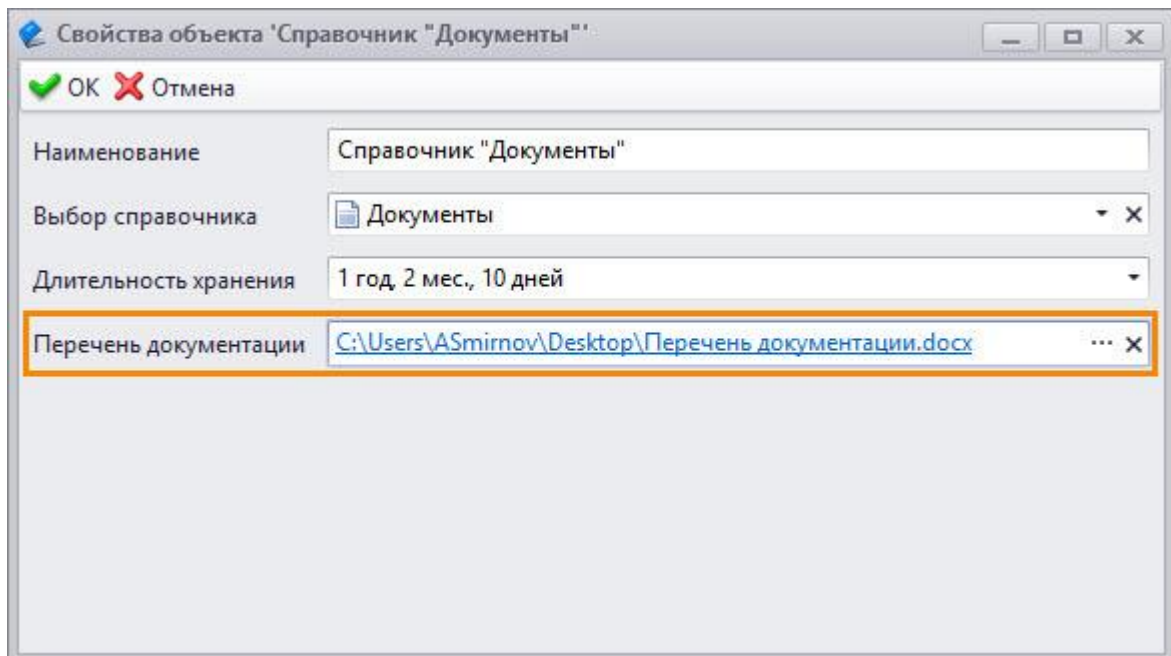 Свойства объекта 'Справочник "Документы"'
ОК Отмена
Наименование Справочник "Документы"
Выбор справочника Документы
Длительность хранения 1 год, 2 мес., 10 дней
Перечень документации C:\Users\ASmirnov\Desktop\Перечень документации.docx ...